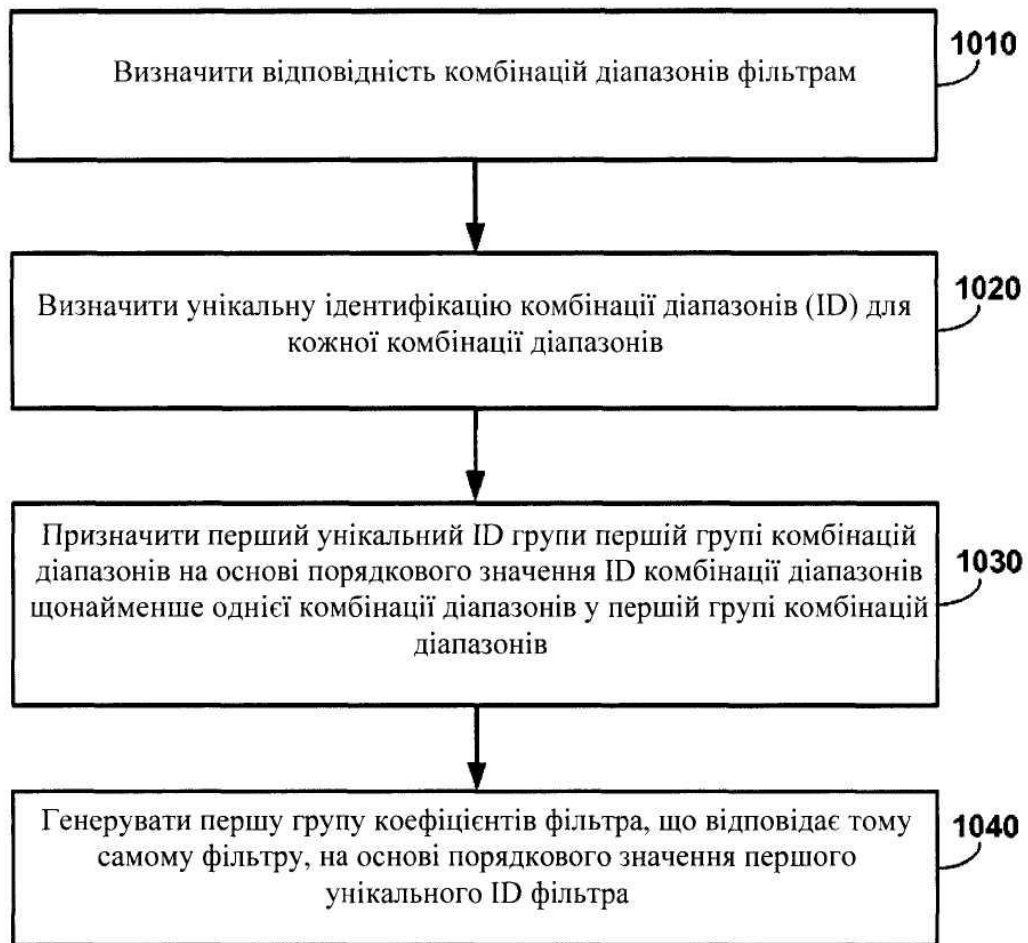 Визначити відповідність комбінацій діапазонів фільтрам
1010
Визначити унікальну ідентифікацію комбінації діапазонів (ID) для
кожної комбінації діапазонів
1020
Призначити перший унікальний ID групи першій групі комбінацій
діапазонів на основі порядкового значення ID комбінації діапазонів
щонайменше однієї комбінації діапазонів у першій групі комбінацій
діапазонів
1030
Генерувати першу групу коефіцієнтів фільтра, що відповідає тому
самому фільтру, на основі порядкового значення першого
унікального ID фільтра
1040